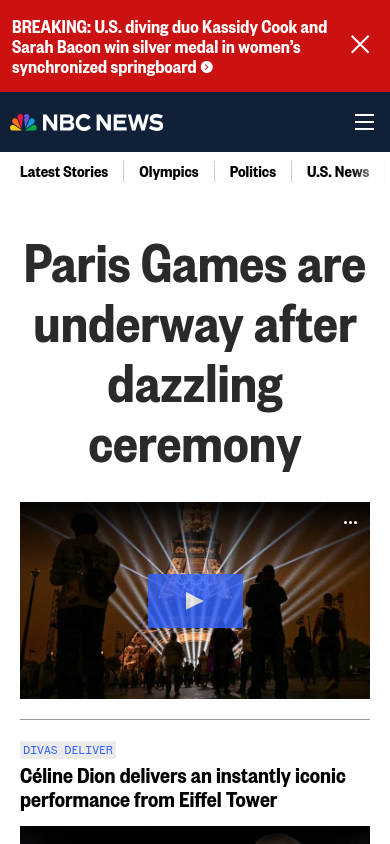 BREAKING: U.S. diving duo Kassidy Cook and
Sarah Bacon win silver medal in women’s
synchronized springboard
NBC NEWS
Latest Stories
Olympics
Politics
U.S. News
Paris Games are
underway after
dazzling
ceremony
DIVAS DELIVER
Céline Dion delivers an instantly iconic
performance from Eiffel Tower